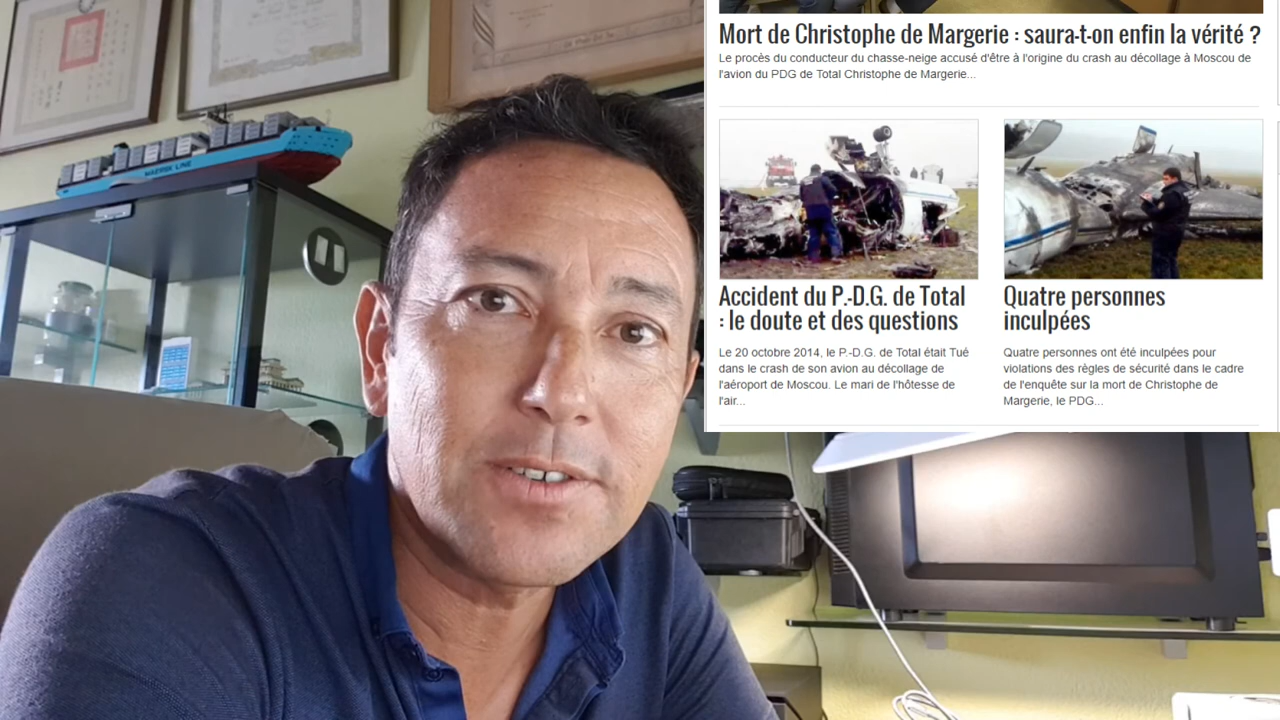 Mort de Christophe de Margerie : saura-t-on enfin la vérité ?
Le procès du conducteur du chasse-neige accusé d'être à l'origine du crash au décollage à Moscou de
l'avion du PDG de Total Christophe de Margerie...
Accident du P.-D.G. de Total
: le doute et des questions
Le 20 octobre 2014, le P.-D.G. de Total était Tué
dans le crash de son avion au décollage de
l'aéroport de Moscou. Le mari de l'hôtesse de
l'air...
Quatre personnes
inculpées
Quatre personnes ont été inculpées pour
violations des règles de sécurité dans le cadre
de l'enquête sur la mort de Christophe de
Margerie, le PDG...
MAERSK LINE